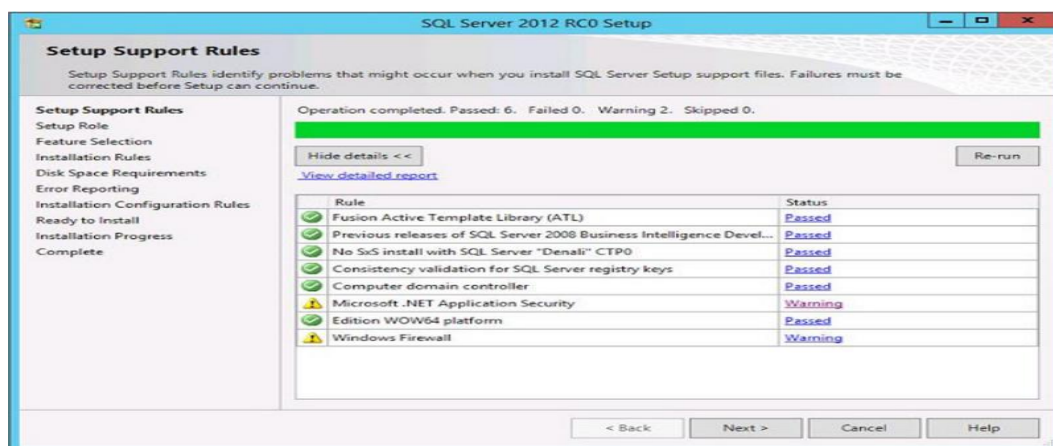 SQL Server 2012 RC0 Setup
Setup Support Rules
Setup Support Rules identify problems that might occur when you install SQL Server Setup support files. Failures must be
corrected before Setup can continue.
Setup Support Rules
Setup Role
Feature Selection
Installation Rules
Disk Space Requirements
Error Reporting
Installation Configuration Rules
Ready to Install
Installation Progress
Complete
Operation completed. Passed: 6. Failed 0. Warning 2. Skipped 0.
Hide details <<
Re-run
View detailed report
Rule Status
Fusion Active Template Library (ATL) Passed
Previous releases of SQL Server 2008 Business Intelligence Devel... Passed
No SxS install with SQL Server "Denali" CTP0 Passed
Consistency validation for SQL Server registry keys Passed
Computer domain controller Passed
Microsoft .NET Application Security Warning
Edition WOW64 platform Passed
Windows Firewall Warning
< Back Next > Cancel Help